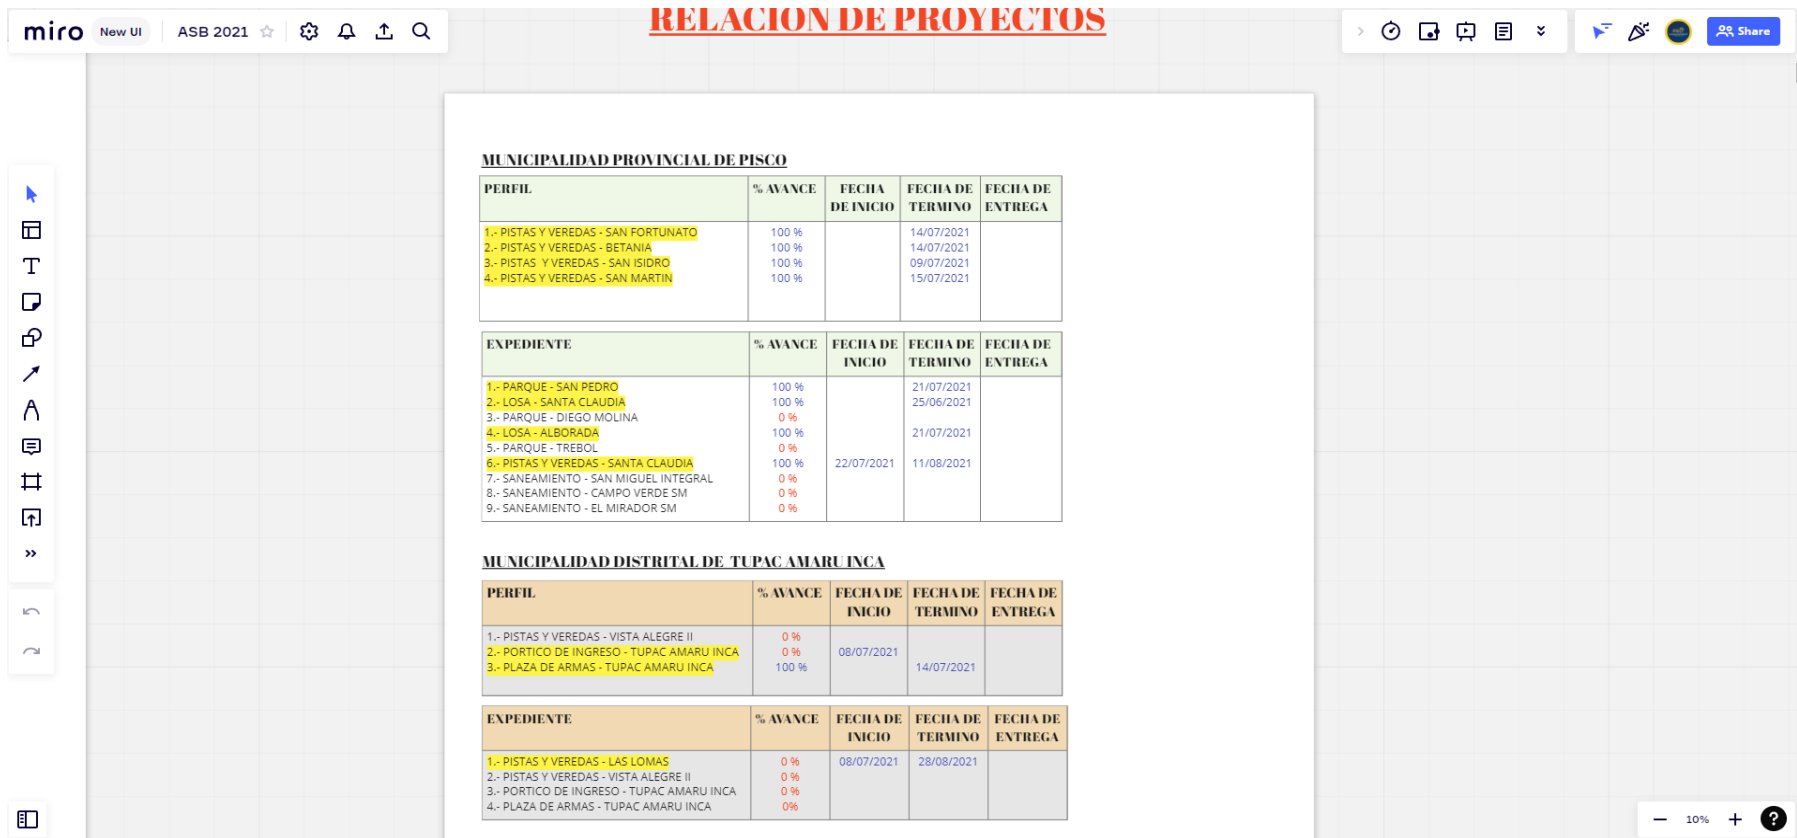 miro New UI ASB 2021 Share
RELACION DE PROYECTOS
MUNICIPALIDAD PROVINCIAL DE PISCO
PERFIL % AVANCE FECHA DE INICIO FECHA DE TERMINO FECHA DE ENTREGA
1.- PISTAS Y VEREDAS - SAN FORTUNATO 100 % 14/07/2021
2.- PISTAS Y VEREDAS - BETANIA 100 % 14/07/2021
3.- PISTAS Y VEREDAS - SAN ISIDRO 100 % 09/07/2021
4.- PISTAS Y VEREDAS - SAN MARTIN 100 % 15/07/2021
EXPEDIENTE % AVANCE FECHA DE INICIO FECHA DE TERMINO FECHA DE ENTREGA
1.- PARQUE - SAN PEDRO 100 % 21/07/2021
2.- LOSA - SANTA CLAUDIA 100 % 25/06/2021
3.- PARQUE - DIEGO MOLINA 0 %
4.- LOSA - ALBORADA 100 % 21/07/2021
5.- PARQUE - TREBOL 0 %
6.- PISTAS Y VEREDAS - SANTA CLAUDIA 100 % 22/07/2021 11/08/2021
7.- SANEAMIENTO - SAN MIGUEL INTEGRAL 0 %
8.- SANEAMIENTO - CAMPO VERDE SM 0 %
9.- SANEAMIENTO - EL MIRADOR SM 0 %
MUNICIPALIDAD DISTRITAL DE TUPAC AMARU INCA
PERFIL % AVANCE FECHA DE INICIO FECHA DE TERMINO FECHA DE ENTREGA
1.- PISTAS Y VEREDAS - VISTA ALEGRE II 0 %
2.- PORTICO DE INGRESO - TUPAC AMARU INCA 0 % 08/07/2021
3.- PLAZA DE ARMAS - TUPAC AMARU INCA 100 % 14/07/2021
EXPEDIENTE % AVANCE FECHA DE INICIO FECHA DE TERMINO FECHA DE ENTREGA
1.- PISTAS Y VEREDAS - LAS LOMAS 0 % 08/07/2021 28/08/2021
2.- PISTAS Y VEREDAS - VISTA ALEGRE II 0 %
3.- PORTICO DE INGRESO - TUPAC AMARU INCA 0 %
4.- PLAZA DE ARMAS - TUPAC AMARU INCA 0%
10%